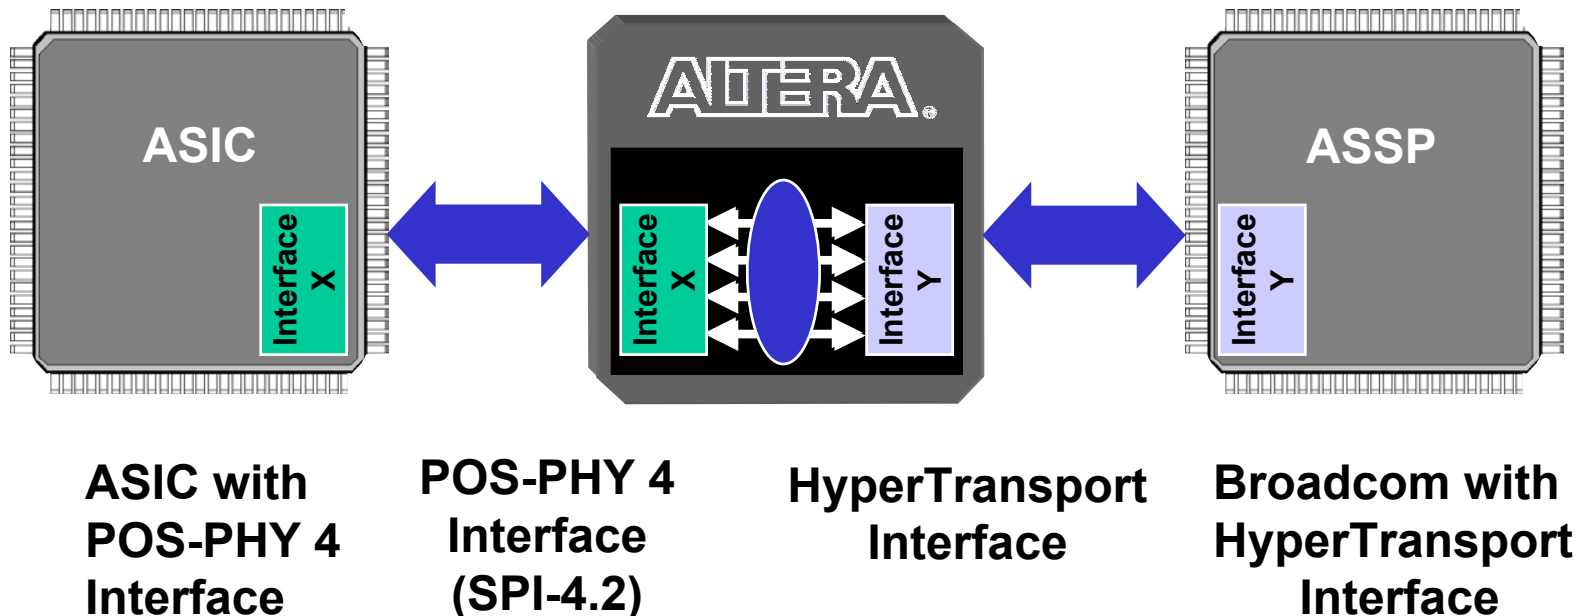 ASIC
Interface
X
ALTERA®
Interface
X
Interface
Y
ASSP
Interface
Y
ASIC with
POS-PHY 4
Interface
POS-PHY 4
Interface
(SPI-4.2)
HyperTransport
Interface
Broadcom with
HyperTransport
Interface